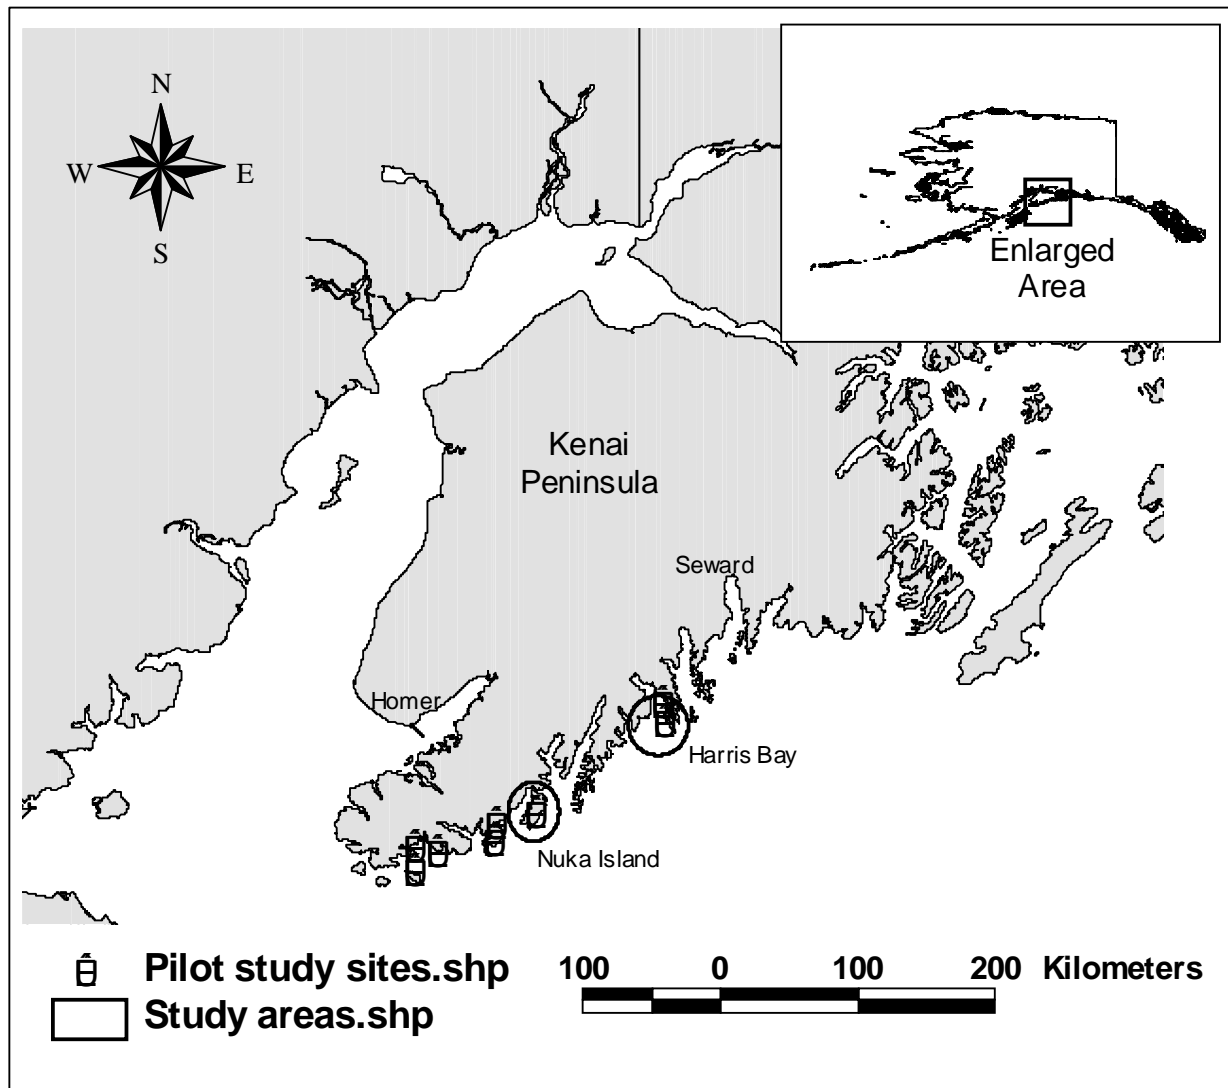 N
W
E
S
Enlarged
Area
Kenai
Peninsula
Seward
Homer
Harris Bay
Nuka Island
Pilot study sites.shp
Study areas.shp
100 0 100 200 Kilometers